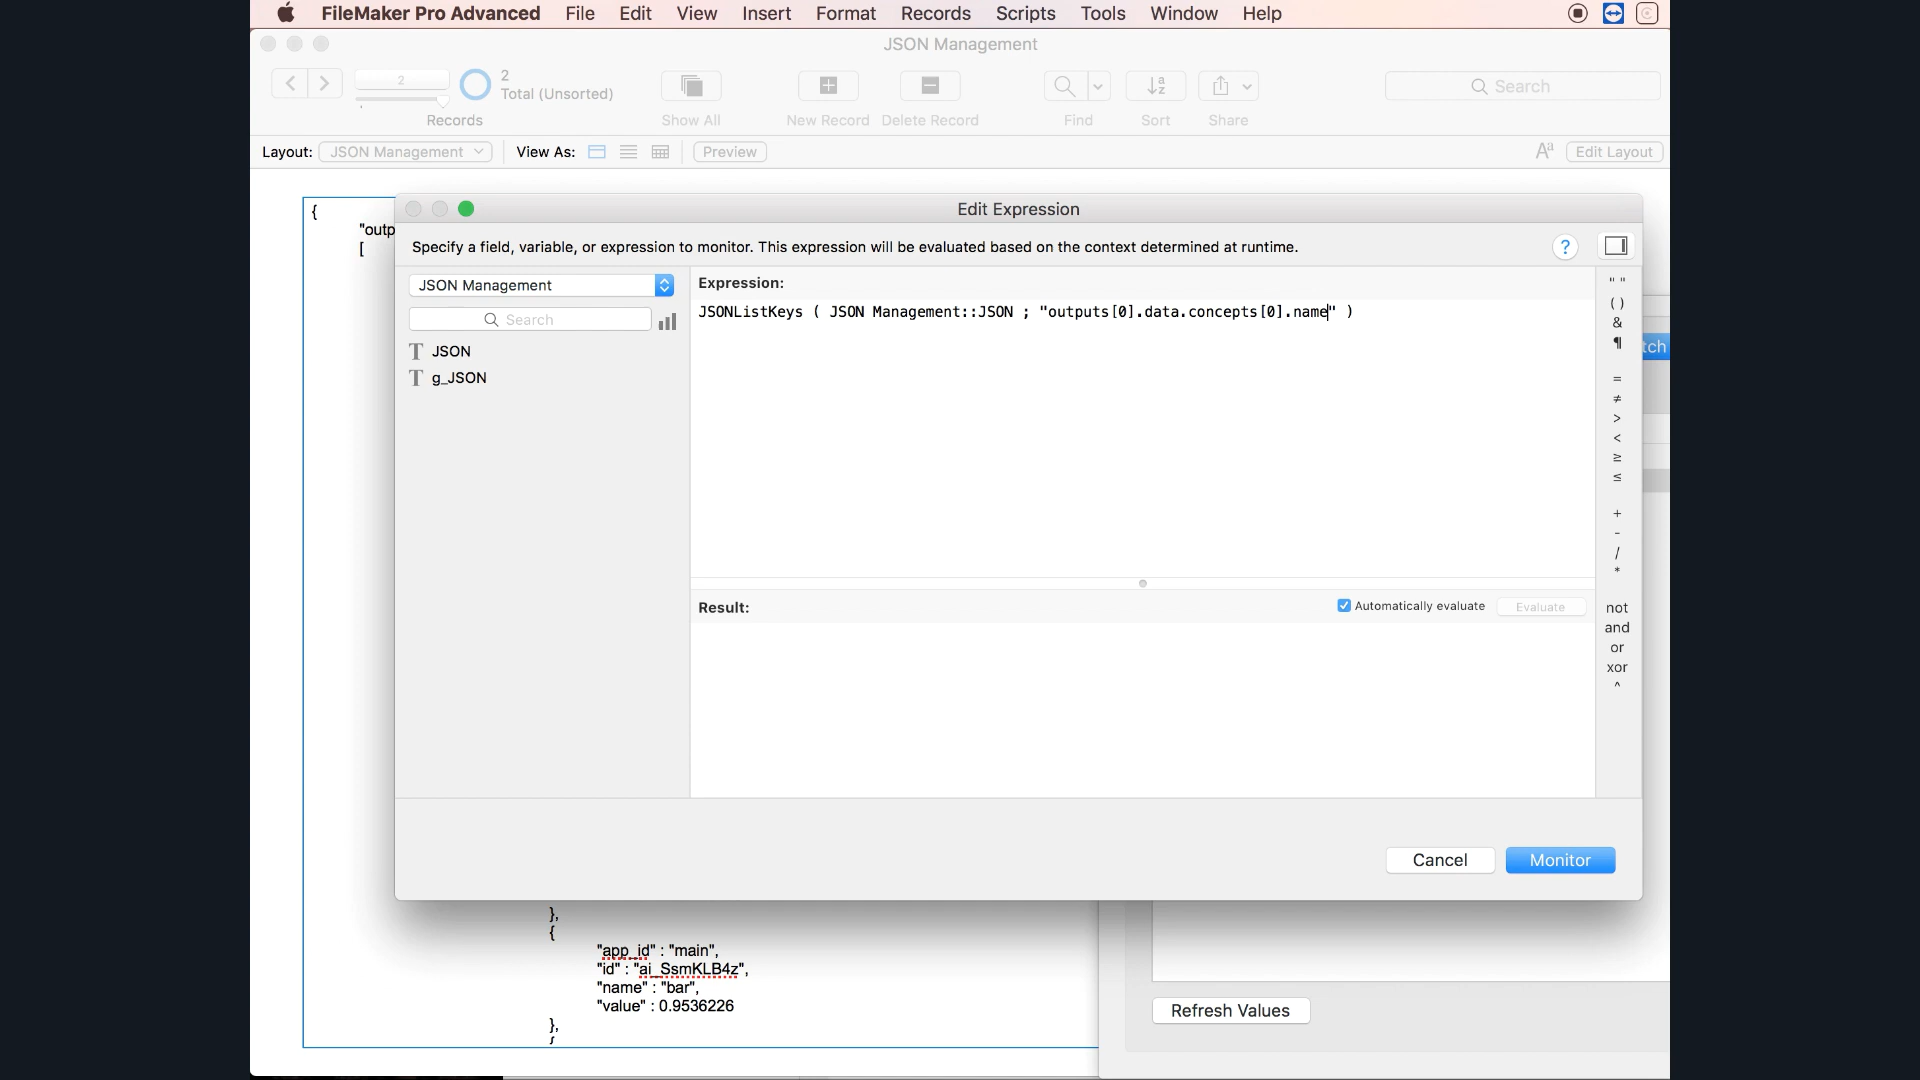 FileMaker Pro Advanced File Edit View Insert Format Records Scripts Tools Window Help
JSON Management
2
2
Total (Unsorted)
Records
Show All
New Record
Delete Record
Find
Sort
Share
Search
Layout: JSON Management
View As:
Preview
Aa
Edit Layout
{
"outp
[
Edit Expression
Specify a field, variable, or expression to monitor. This expression will be evaluated based on the context determined at runtime.
?
JSON Management
Search
T JSON
T g_JSON
Expression:
JSONListKeys ( JSON Management::JSON ; "outputs[0].data.concepts[0].name" )
Result:
Automatically evaluate
Evaluate
" "
( )
&
¶
=
≠
>
<
≥
≤
+
-
/
*
not
and
or
xor
^
tch
Cancel
Monitor
},
{
"app_id" : "main",
"id" : "ai_SsmKLB4z",
"name" : "bar",
"value" : 0.9536226
},
{
Refresh Values